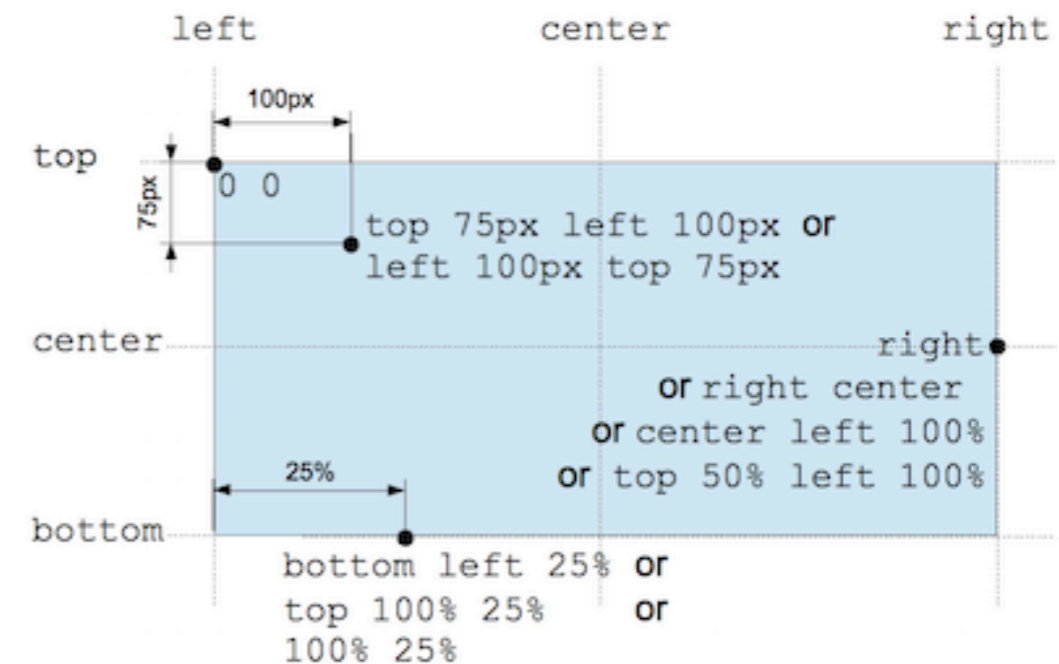 left center right
100px
top
0 0
75px
top 75px left 100px or
left 100px top 75px
center
right
or right center
or center left 100%
or top 50% left 100%
25%
bottom
bottom left 25% or
top 100% 25% or
100% 25%